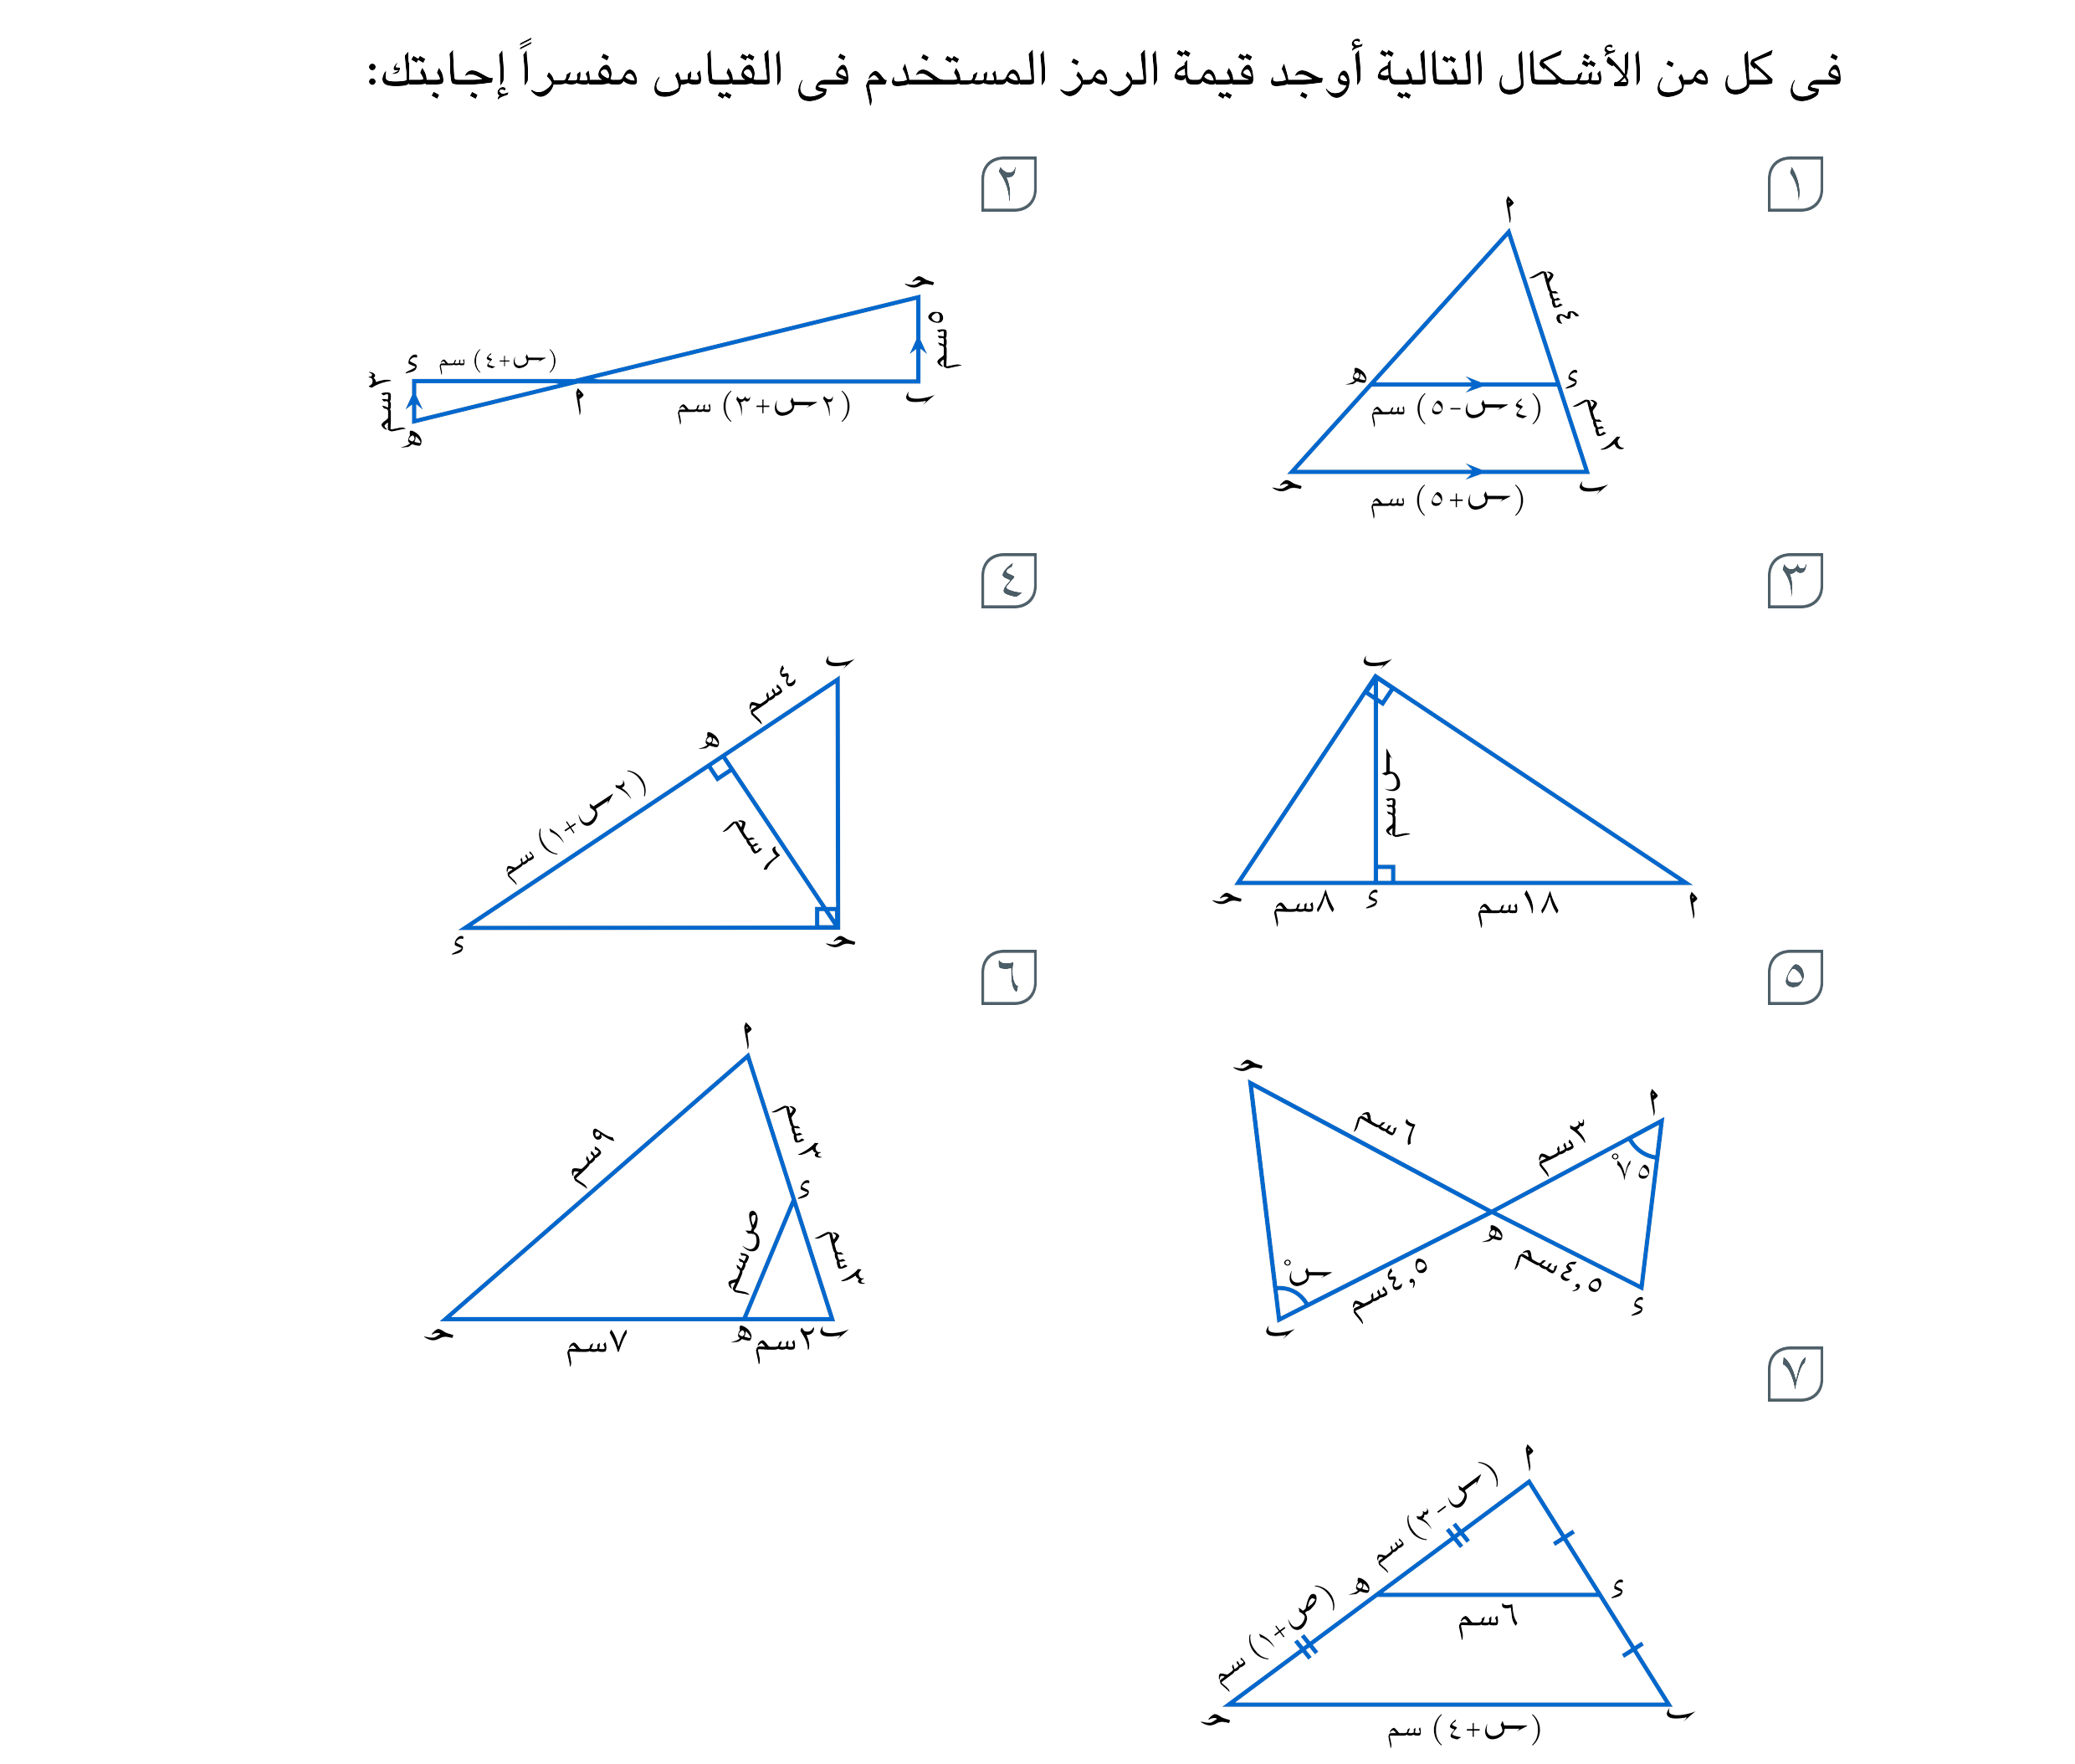 فى كل من الأشكال التالية أوجد قيمة الرمز المستخدم فى القياس مفسراً إجابتك:
١
أ
٤سم
ء
هـ
(٤س-٥) سم
٢سم
ب
جـ
(س+٥) سم
٢
جـ
٥سم
(س+٤) سم
ء
٢سم
أ
(٢س+٣) سم
ب
هـ
٣
ب
ل سم
جـ
٨سم
ء
١٨سم
أ
٤
ب
٤سم
هـ
(٢س+١) سم
٦سم
ء
جـ
٥
جـ
أ
٦سم
٣سم
٧٥°
هـ
س°
٤,٥سم
٤,٥سم
ء
ب
٦
أ
٩سم
٤سم
ء
ص سم
٢سم
جـ
٧سم
هـ
٢سم
ب
٧
أ
(س-٣) سم
هـ
ء
٦سم
(ص+١) سم
جـ
ب
(س+٤) سم